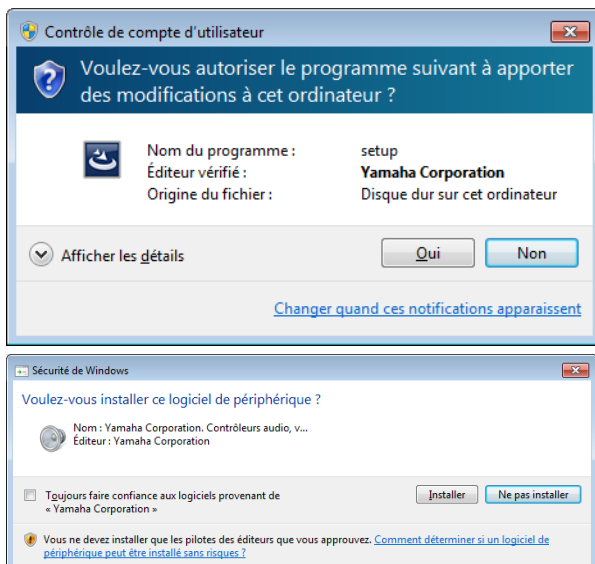 Contrôle de compte d'utilisateur
Voulez-vous autoriser le programme suivant à apporter
des modifications à cet ordinateur ?
Nom du programme : setup
Éditeur vérifié : Yamaha Corporation
Origine du fichier : Disque dur sur cet ordinateur
Afficher les détails
Oui
Non
Changer quand ces notifications apparaissent
Sécurité de Windows
Voulez-vous installer ce logiciel de périphérique ?
Nom : Yamaha Corporation. Contrôleurs audio, v...
Éditeur : Yamaha Corporation
Toujours faire confiance aux logiciels provenant de
« Yamaha Corporation »
Installer
Ne pas installer
Vous ne devez installer que les pilotes des éditeurs que vous approuvez. Comment déterminer si un logiciel de
périphérique peut être installé sans risques ?